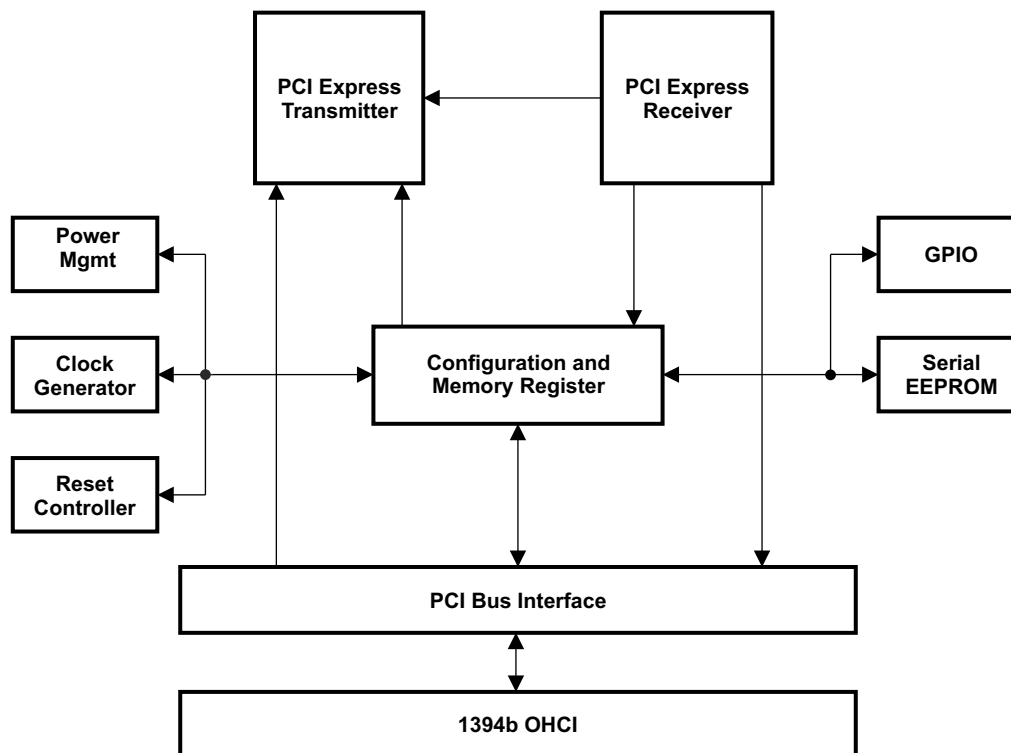 PCI Express
Transmitter
PCI Express
Receiver
Power
Mgmt
GPIO
Clock
Generator
Configuration and
Memory Register
Serial
EEPROM
Reset
Controller
PCI Bus Interface
1394b OHCI